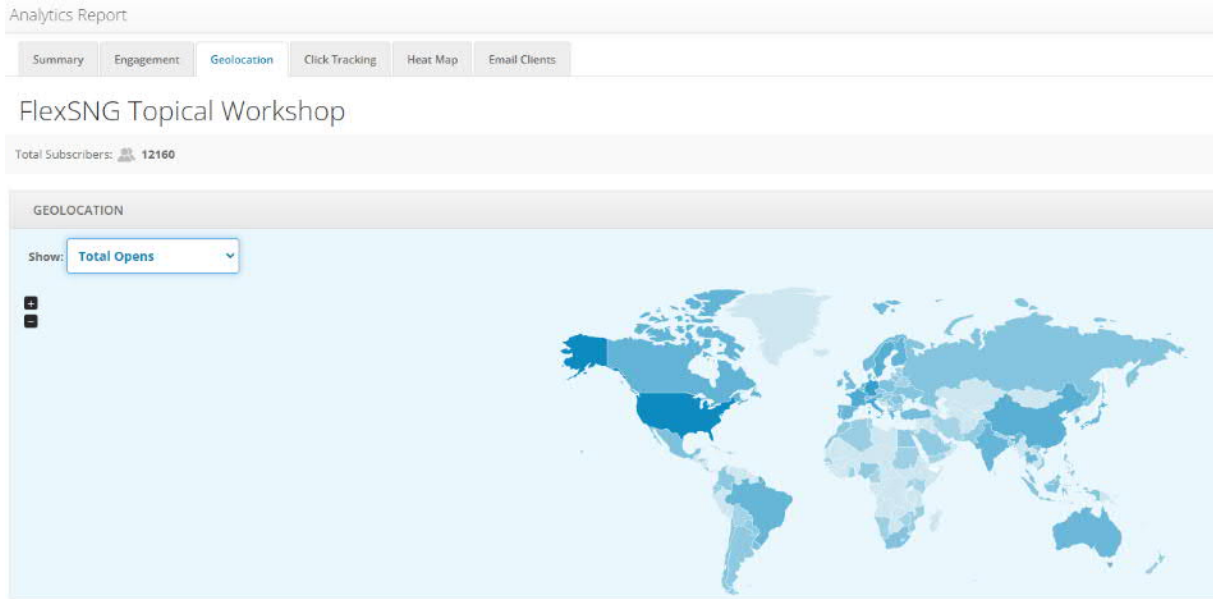 Analytics Report
Summary Engagement Geolocation Click Tracking Heat Map Email Clients
FlexSNG Topical Workshop
Total Subscribers: 12160
GEOLOCATION
Show: Total Opens
+
-